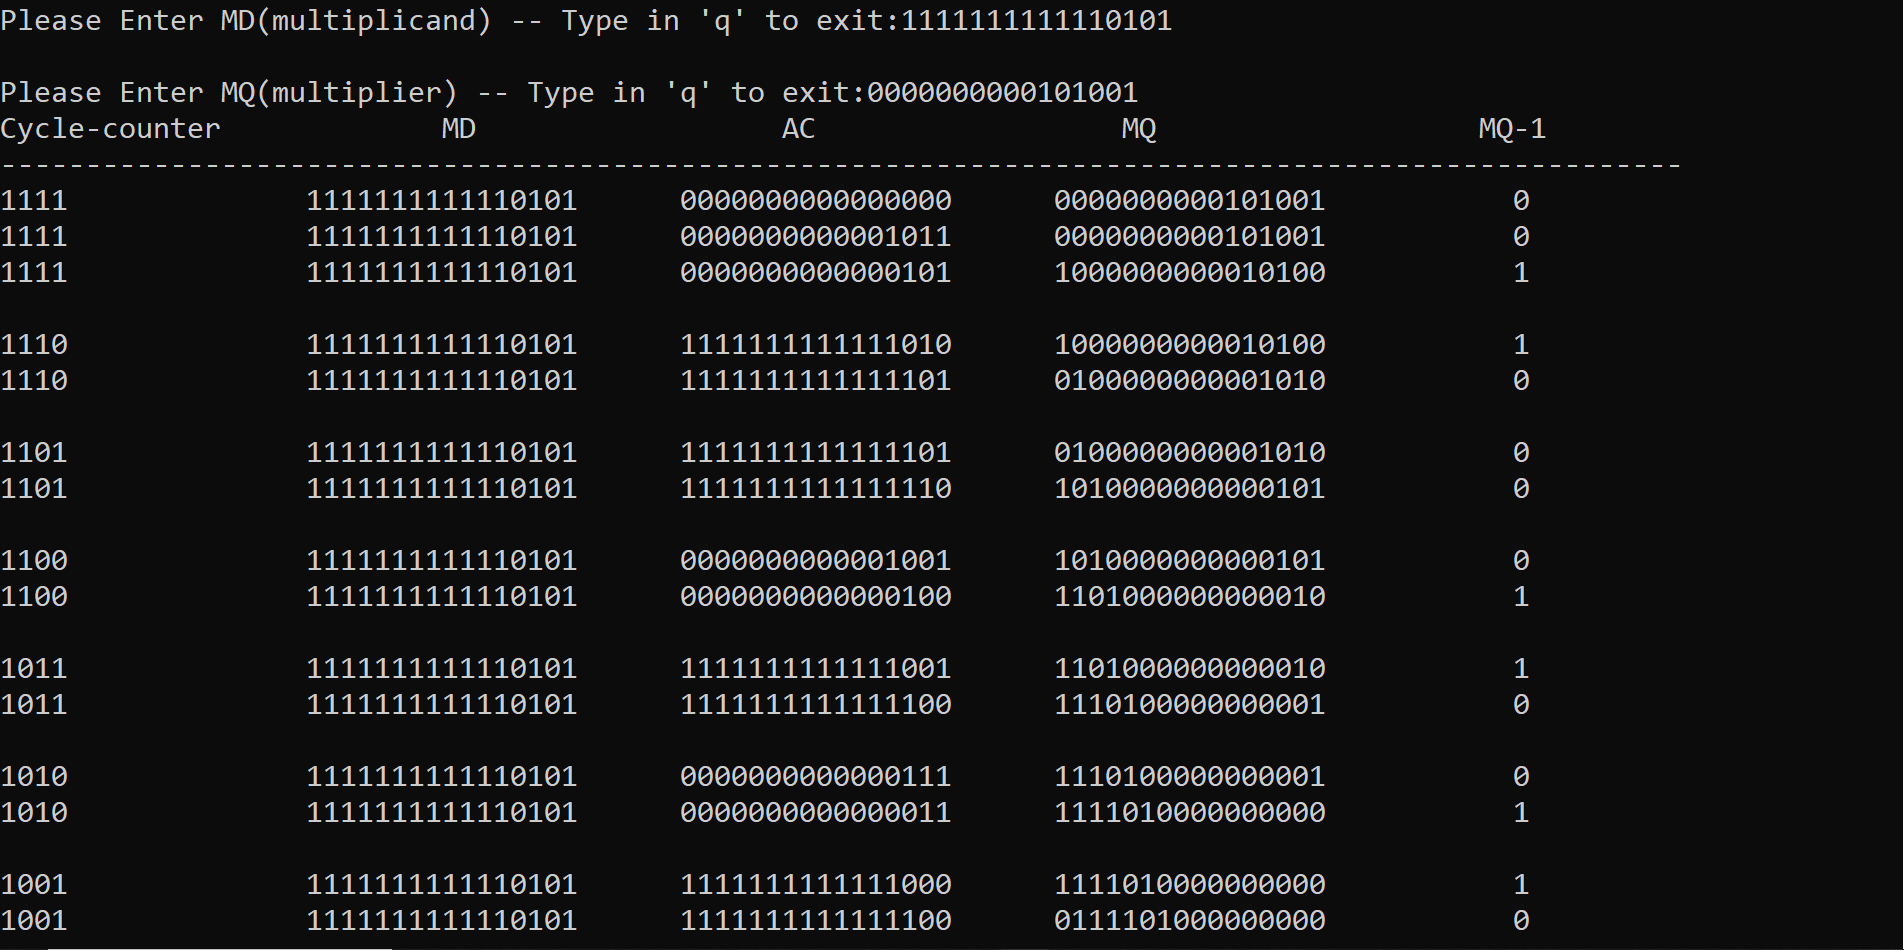 Please Enter MD(multiplicand) -- Type in 'q' to exit:1111111111110101
Please Enter MQ(multiplier) -- Type in 'q' to exit:0000000000101001
Cycle-counter MD AC MQ MQ-1
---------------------------------------------------------------------------------------------------
1111 1111111111110101 0000000000000000 0000000000101001 0
1111 1111111111110101 0000000000001011 0000000000101001 0
1111 1111111111110101 0000000000000101 1000000000010100 1
1110 1111111111110101 1111111111111010 1000000000010100 1
1110 1111111111110101 1111111111111101 0100000000001010 0
1101 1111111111110101 1111111111111101 0100000000001010 0
1101 1111111111110101 1111111111111110 1010000000000101 0
1100 1111111111110101 0000000000001001 1010000000000101 0
1100 1111111111110101 0000000000000100 1101000000000010 1
1011 1111111111110101 1111111111111001 1101000000000010 1
1011 1111111111110101 1111111111111100 1110100000000001 0
1010 1111111111110101 0000000000000111 1110100000000001 0
1010 1111111111110101 0000000000000011 1111010000000000 1
1001 1111111111110101 1111111111111000 1111010000000000 1
1001 1111111111110101 1111111111111100 0111101000000000 0